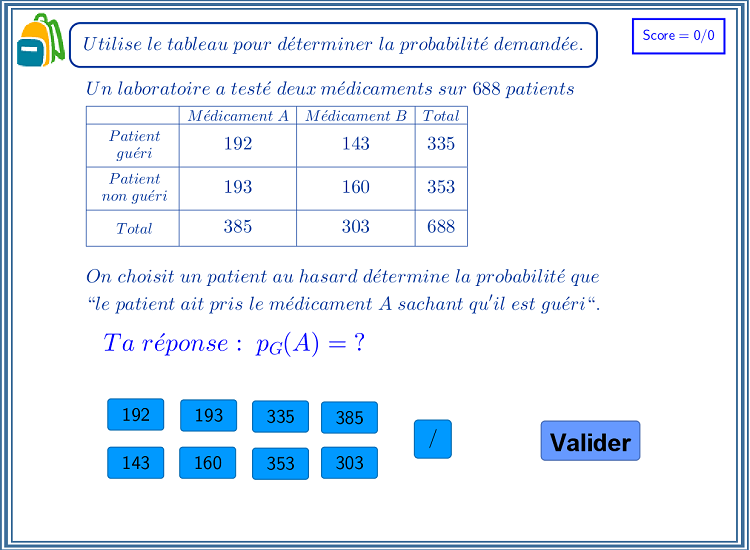 Utilise le tableau pour déterminer la probabilité demandée.
Score = 0/0
Un laboratoire a testé deux médicaments sur 688 patients
Médicament A Médicament B Total
Patient
guéri 192 143 335
Patient
non guéri 193 160 353
Total 385 303 688
On choisit un patient au hasard détermine la probabilité que
“le patient ait pris le médicament A sachant qu'il est guéri“.
Ta réponse : p_G(A) = ?
192 193 335 385
/
143 160 353 303
Valider